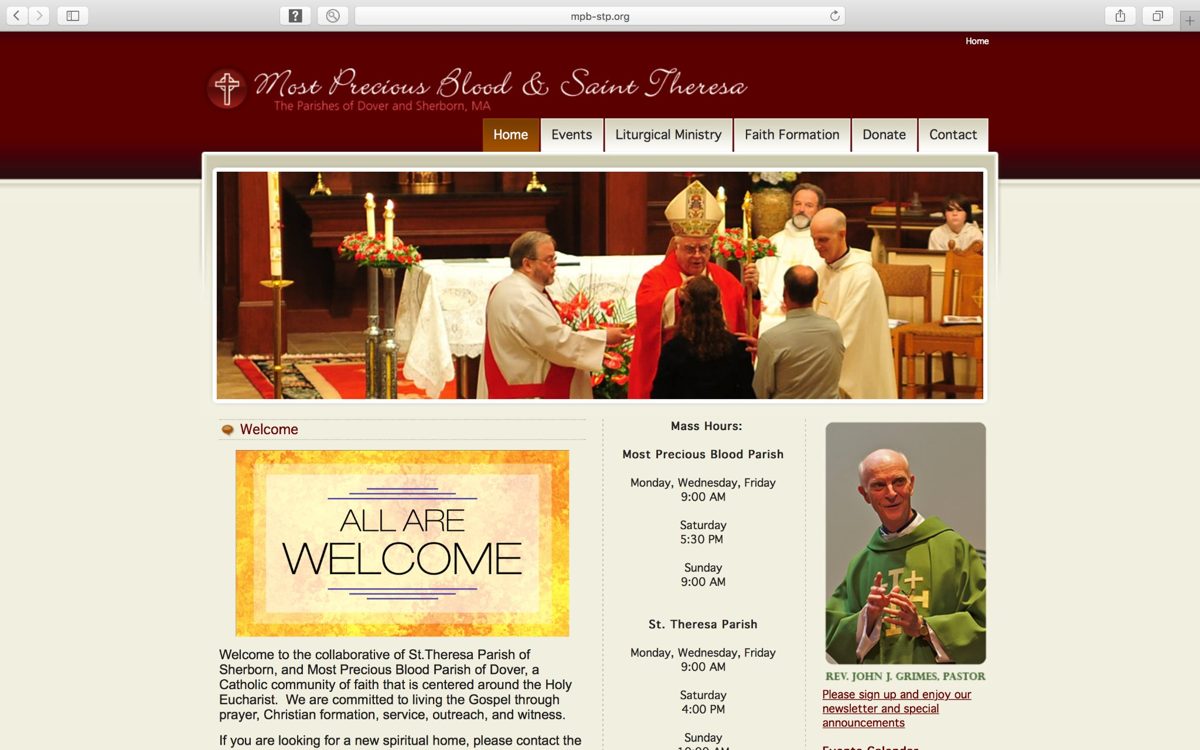 mpb-stp.org
Home
Most Precious Blood & Saint Theresa
The Parishes of Dover and Sherborn, MA
Home
Events
Liturgical Ministry
Faith Formation
Donate
Contact
Welcome
ALL ARE
WELCOME
Welcome to the collaborative of St.Theresa Parish of
Sherborn, and Most Precious Blood Parish of Dover, a
Catholic community of faith that is centered around the Holy
Eucharist.  We are committed to living the Gospel through
prayer, Christian formation, service, outreach, and witness.
If you are looking for a new spiritual home, please contact the
Mass Hours:
Most Precious Blood Parish
Monday, Wednesday, Friday
9:00 AM
Saturday
5:30 PM
Sunday
9:00 AM
St. Theresa Parish
Monday, Wednesday, Friday
9:00 AM
Saturday
4:00 PM
Sunday
10:00 AM
REV. JOHN J. GRIMES, PASTOR
Please sign up and enjoy our
newsletter and special
announcements
Events Calendar